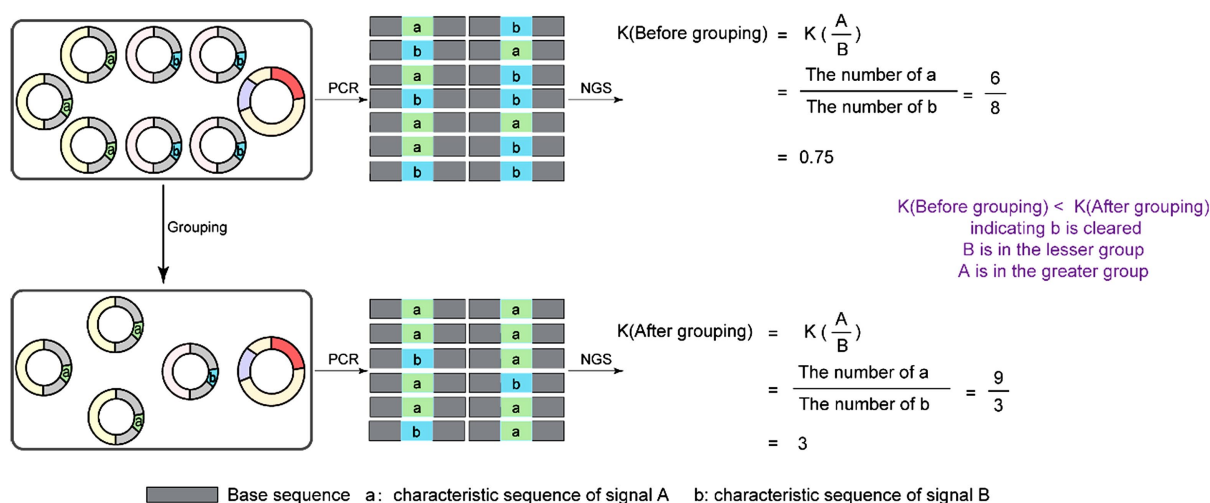 a b b
a
a b b
PCR
a b
b a
a b
b b
a a
a b
b b
NGS
K(Before grouping) = K ( A / B )
= The number of a / The number of b = 6 / 8
= 0.75
Grouping
K(Before grouping) < K(After grouping)
indicating b is cleared
B is in the lesser group
A is in the greater group
a
a b
a
PCR
a a
a a
b a
a b
a a
b a
NGS
K(After grouping) = K ( A / B )
= The number of a / The number of b = 9 / 3
= 3
Base sequence a: characteristic sequence of signal A b: characteristic sequence of signal B